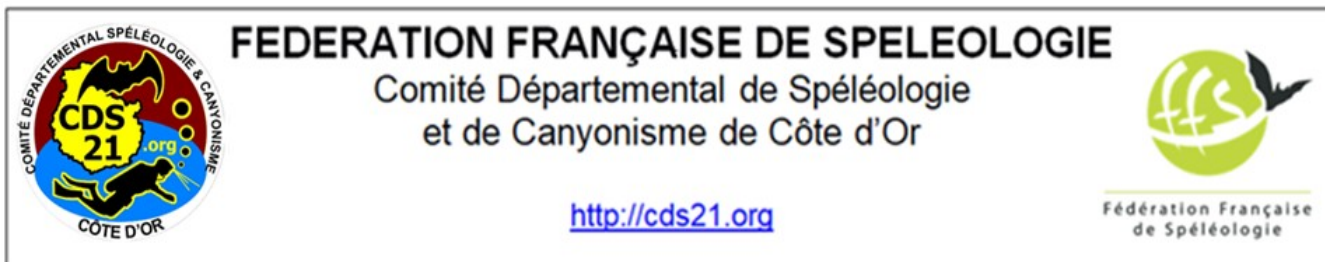 COMITÉ DÉPARTEMENTAL SPÉLÉOLOGIE & CANYONISME
CDS
21
.org
CÔTE D'OR
FEDERATION FRANÇAISE DE SPELEOLOGIE
Comité Départemental de Spéléologie
et de Canyonisme de Côte d'Or
http://cds21.org
ffs
Fédération Française
de Spéléologie